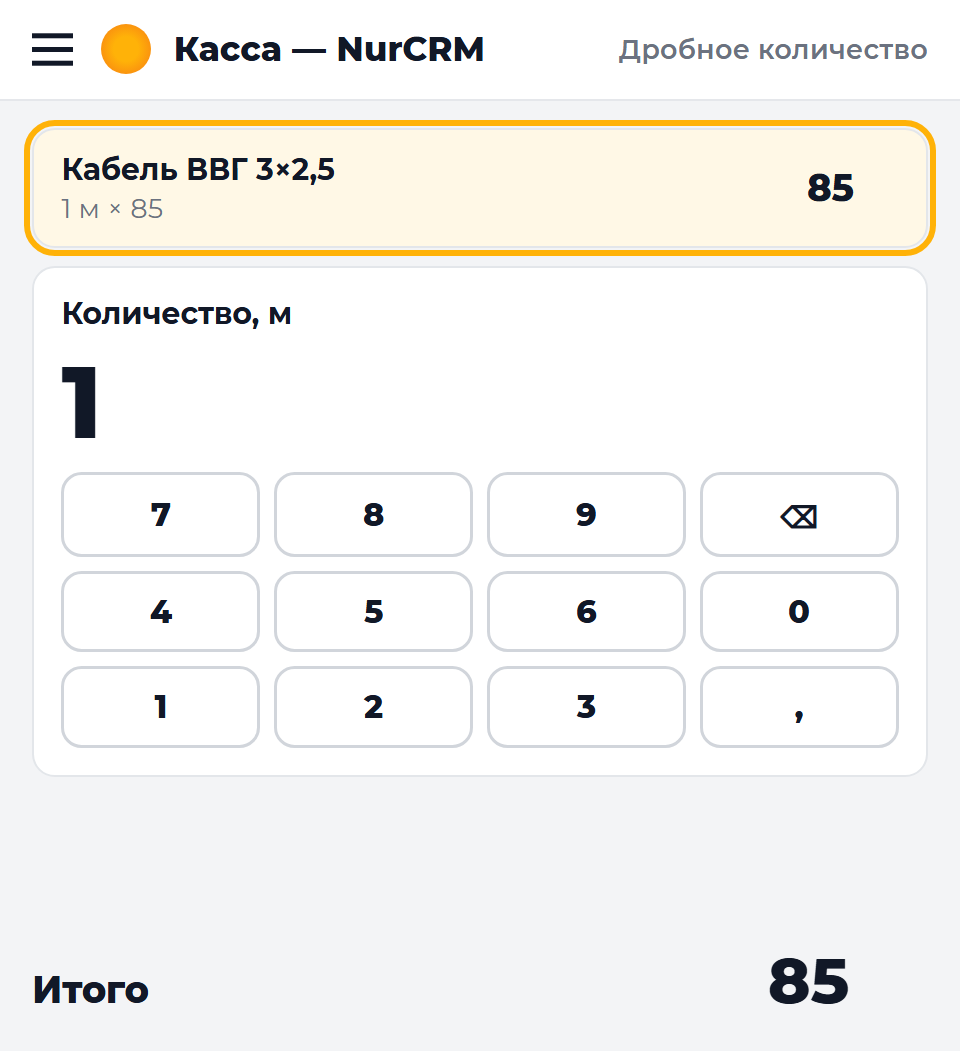 Касса — NurCRM
Дробное количество
Кабель ВВГ 3×2,5
1 м × 85
85
Количество, м
1
7 8 9 ⌫
4 5 6 0
1 2 3 ,
Итого 85